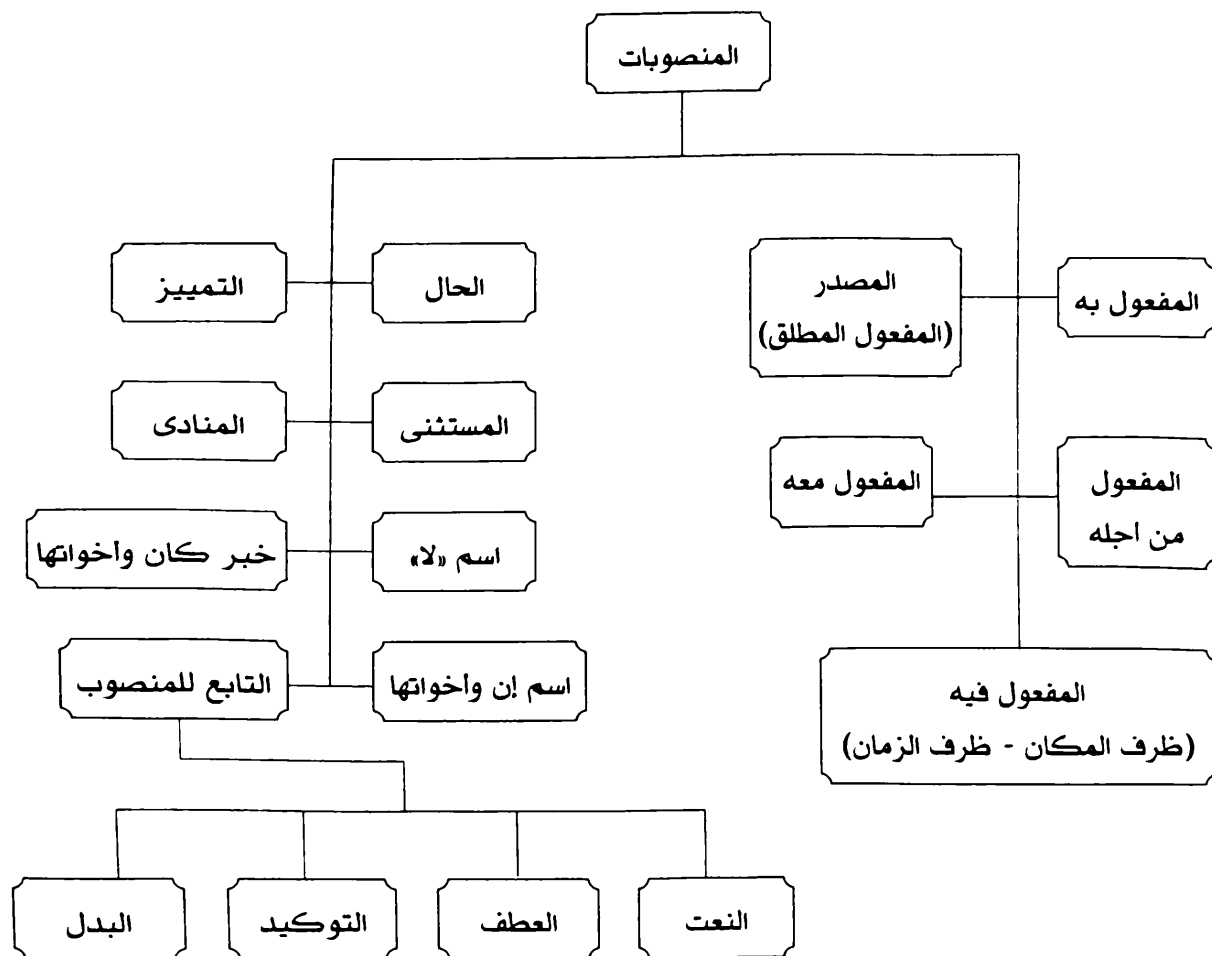 المنصوبات
المفعول به
المصدر
(المفعول المطلق)
المفعول
من اجله
المفعول معه
المفعول فيه
(ظرف المكان - ظرف الزمان)
الحال
التمييز
المستثنى
المنادى
اسم «لا»
خبر كان واخواتها
اسم إن واخواتها
التابع للمنصوب
النعت
العطف
التوكيد
البدل